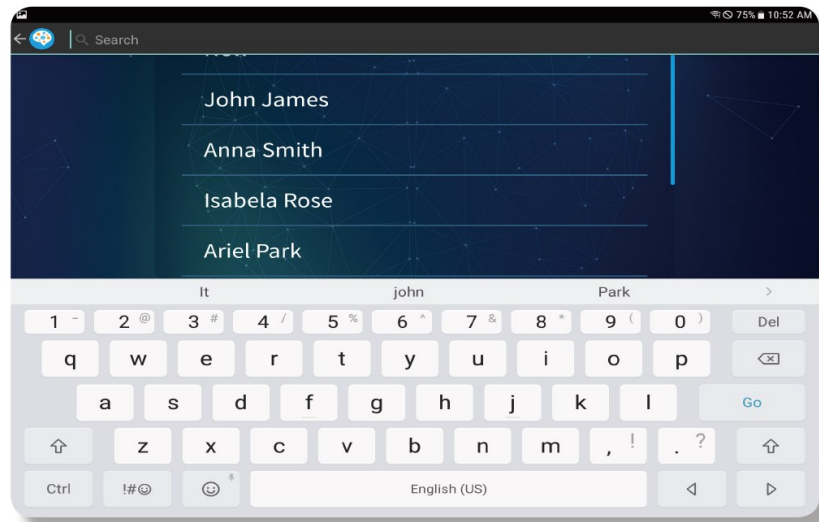 75% 10:52 AM
Search
John James
Anna Smith
Isabela Rose
Ariel Park
It john Park >
1 - 2 @ 3 # 4 / 5 % 6 ^ 7 & 8 * 9 ( 0 ) Del
q w e r t y u i o p
a s d f g h j k l Go
z x c v b n m , ! . ?
Ctrl !#☺ English (US)